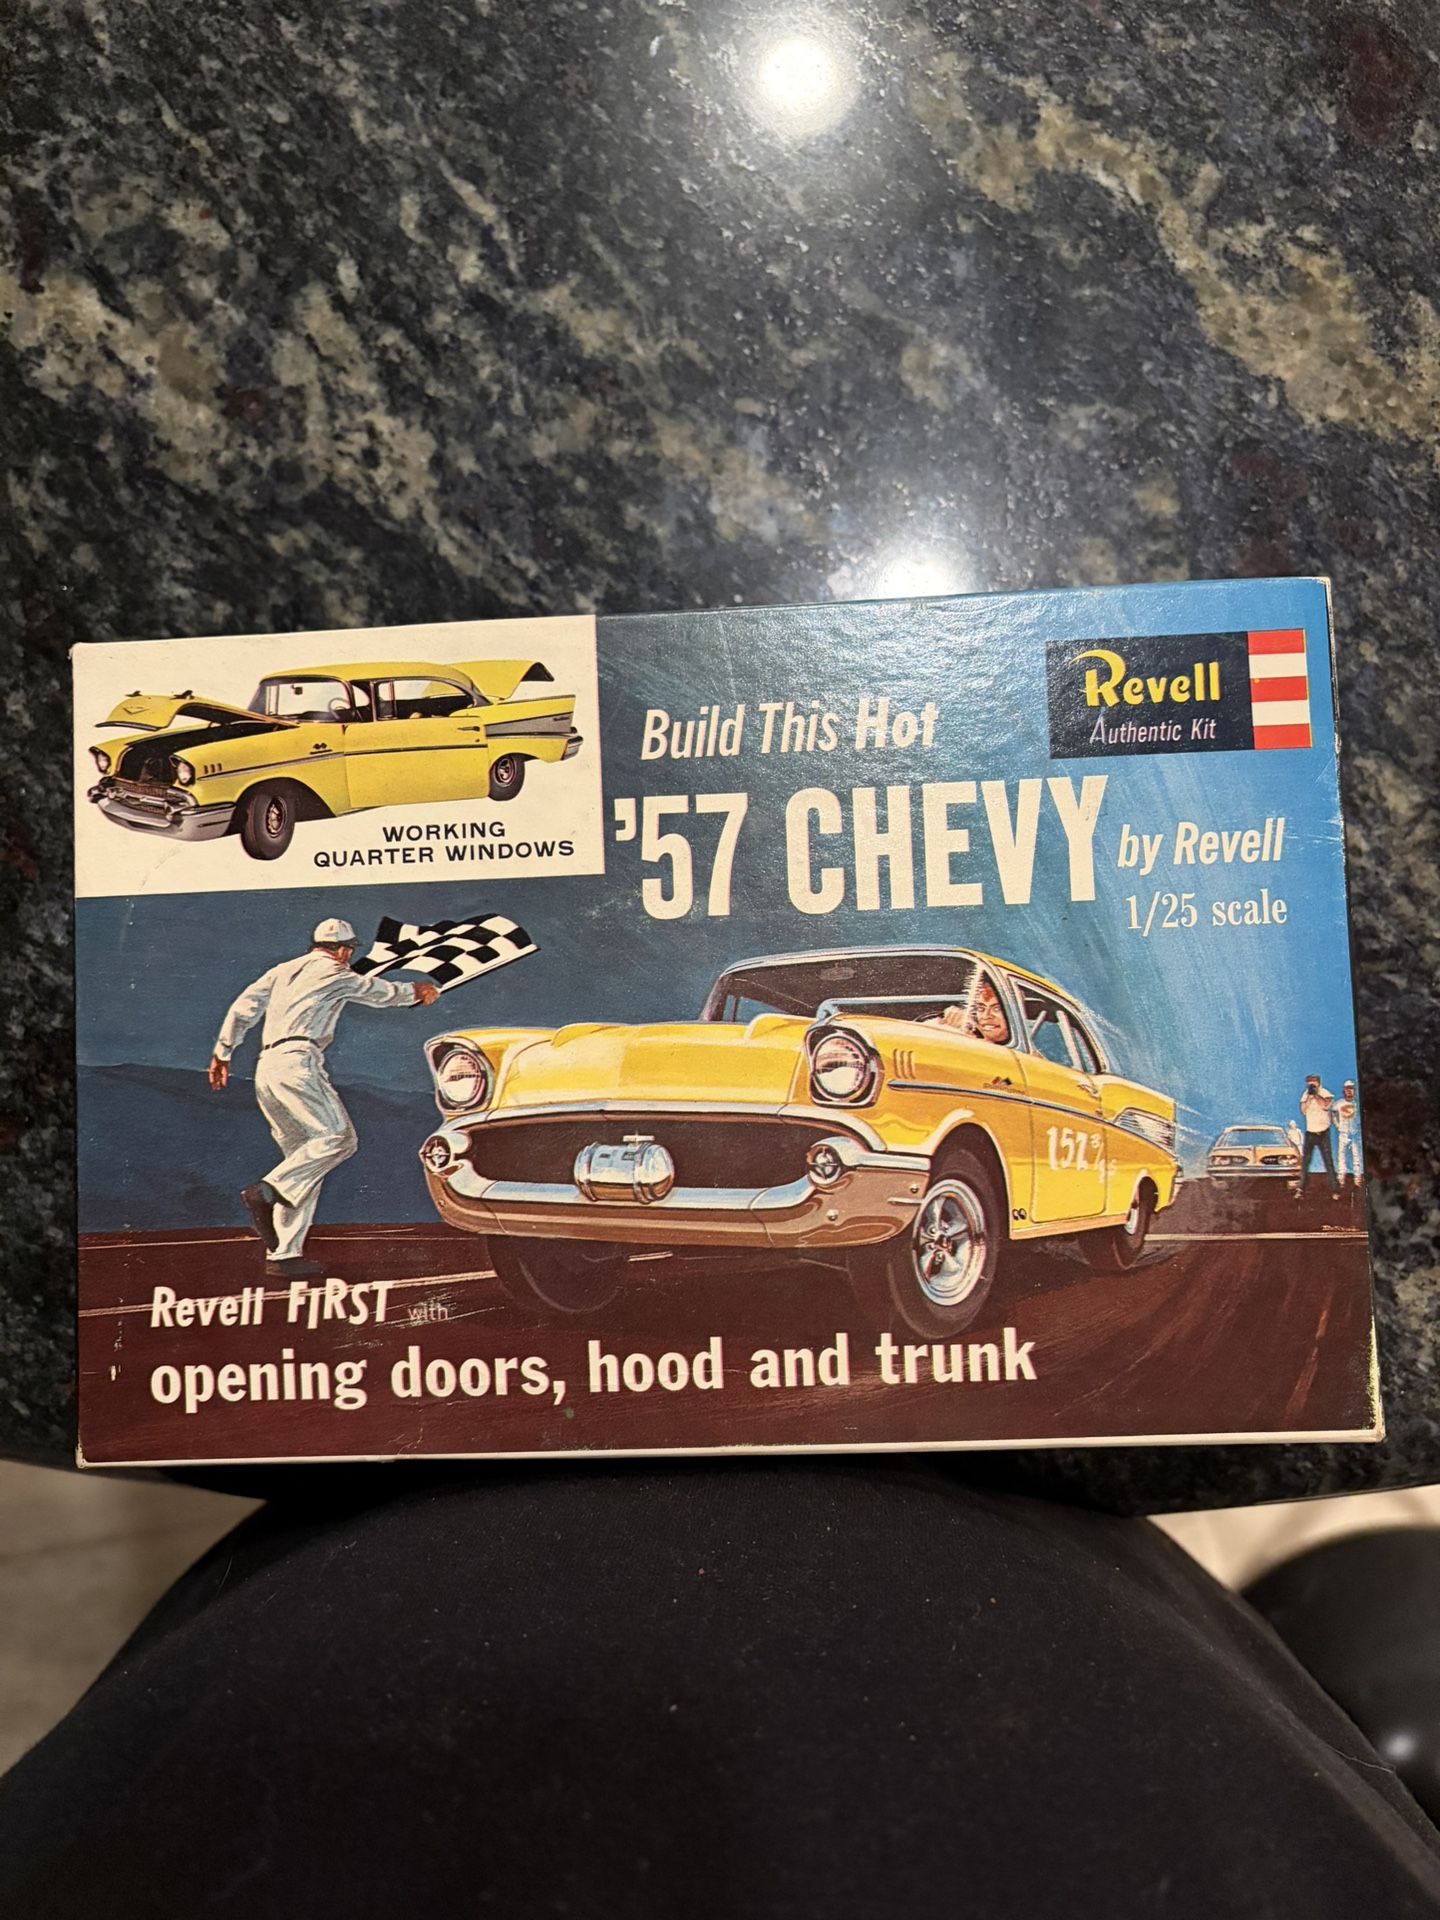 Revell
Authentic Kit
Build This Hot
'57 CHEVY by Revell
1/25 scale
WORKING
QUARTER WINDOWS
Revell FIRST with
opening doors, hood and trunk